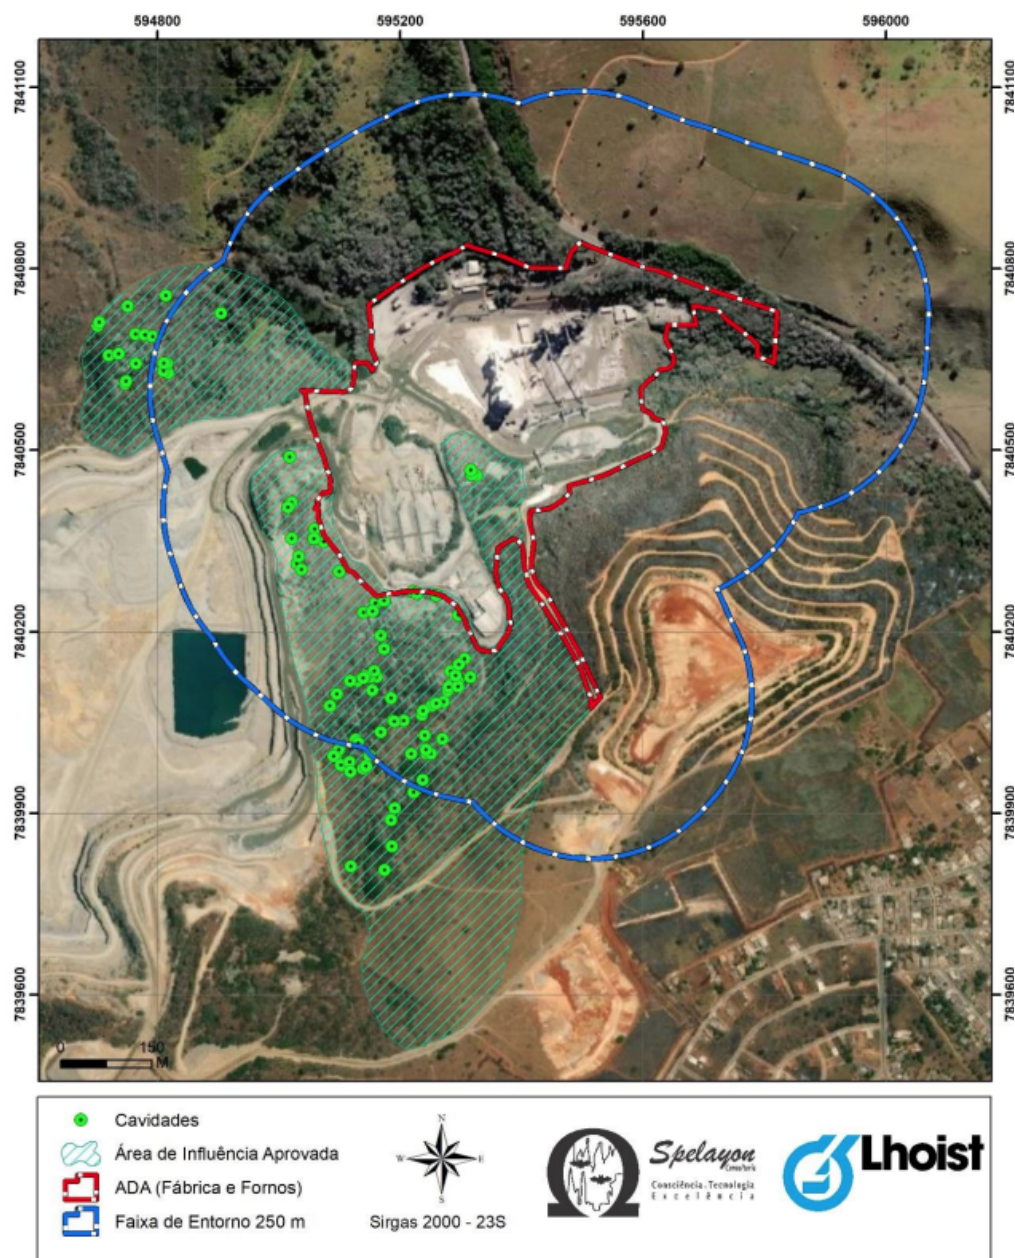 594800 595200 595600 596000
7841100 7841100
7840800 7840800
7840500 7840500
7840200 7840200
7839900 7839900
7839600 7839600
0 150
M
Cavidades
Área de Influência Aprovada
ADA (Fábrica e Fornos)
Faixa de Entorno 250 m
N
W E
S
Sirgas 2000 - 23S
Spelayon
Consultoria
Consciência.Tecnologia
Excelência
Lhoist